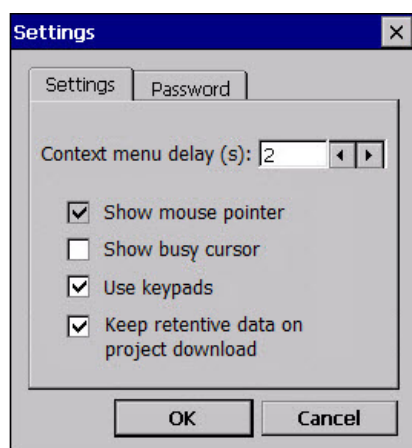 Settings
Settings Password
Context menu delay (s): 2
Show mouse pointer
Show busy cursor
Use keypads
Keep retentive data on
project download
OK Cancel